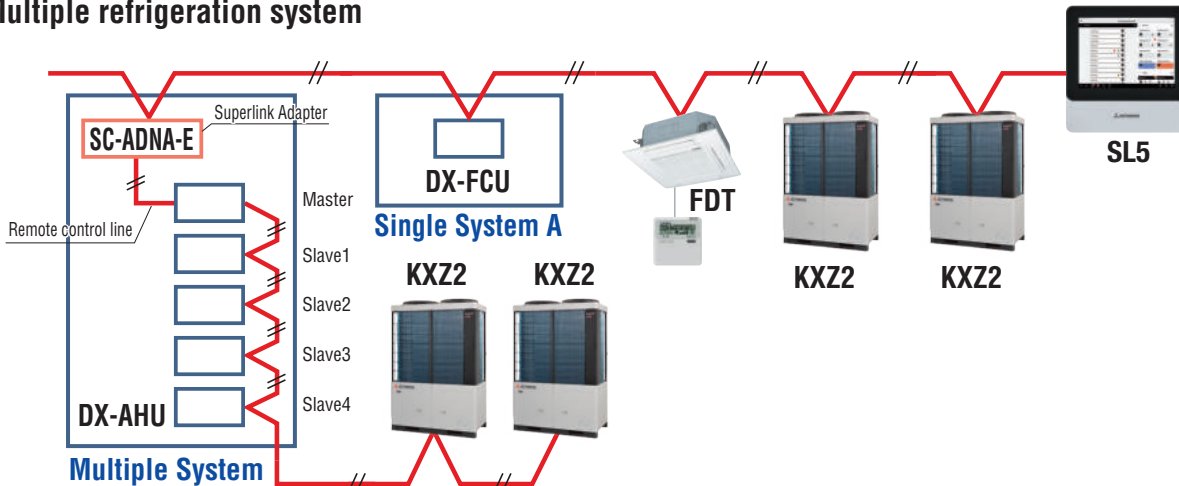 Multiple refrigeration system
SC-ADNA-E
Superlink Adapter
Remote control line
Master
Slave1
Slave2
Slave3
Slave4
DX-AHU
Multiple System
DX-FCU
Single System A
FDT
KXZ2
KXZ2
KXZ2
KXZ2
SL5